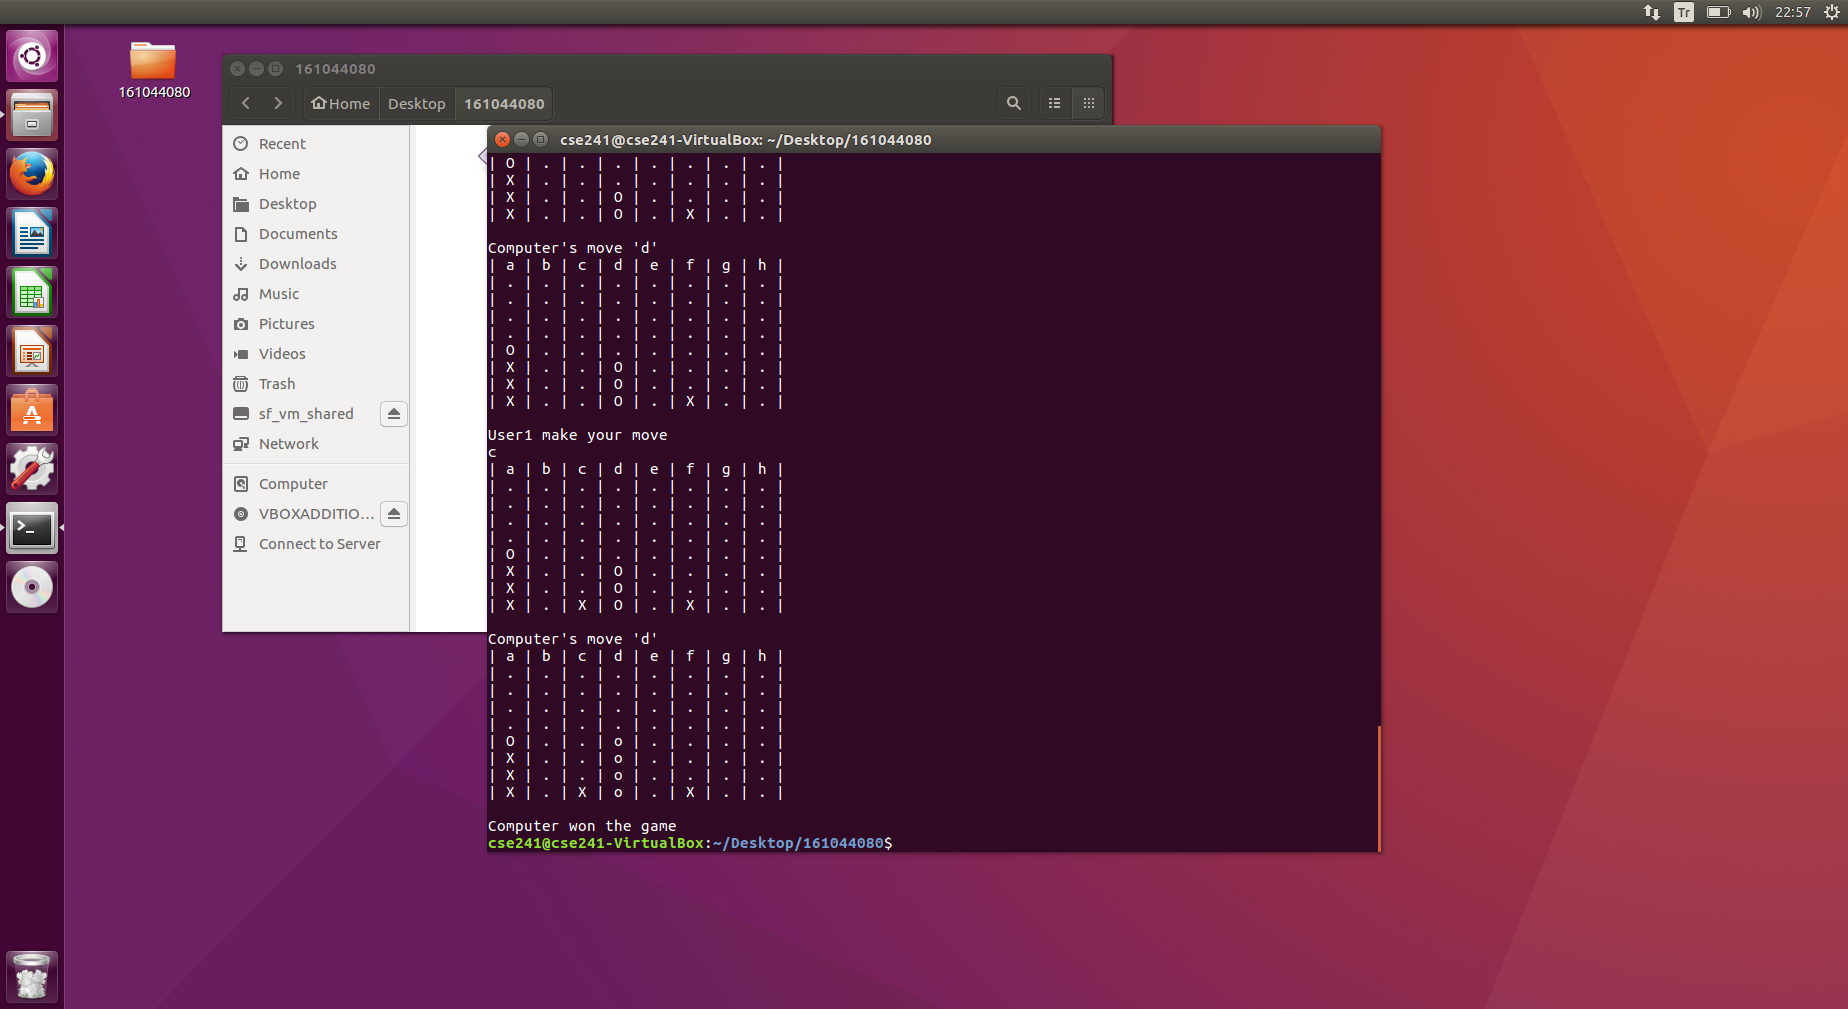 Tr
22:57
161044080
161044080
Home
Desktop
161044080
Recent
Home
Desktop
Documents
Downloads
Music
Pictures
Videos
Trash
sf_vm_shared
Network
Computer
VBOXADDITIO...
Connect to Server
cse241@cse241-VirtualBox: ~/Desktop/161044080
| O | . | . | . | . | . | . | . |
| X | . | . | . | . | . | . | . |
| X | . | . | O | . | . | . | . |
| X | . | . | O | . | X | . | . |
Computer's move 'd'
| a | b | c | d | e | f | g | h |
| . | . | . | . | . | . | . | . |
| . | . | . | . | . | . | . | . |
| . | . | . | . | . | . | . | . |
| . | . | . | . | . | . | . | . |
| O | . | . | . | . | . | . | . |
| X | . | . | O | . | . | . | . |
| X | . | . | O | . | . | . | . |
| X | . | . | O | . | X | . | . |
User1 make your move
c
| a | b | c | d | e | f | g | h |
| . | . | . | . | . | . | . | . |
| . | . | . | . | . | . | . | . |
| . | . | . | . | . | . | . | . |
| . | . | . | . | . | . | . | . |
| O | . | . | . | . | . | . | . |
| X | . | . | O | . | . | . | . |
| X | . | . | O | . | . | . | . |
| X | . | X | O | . | X | . | . |
Computer's move 'd'
| a | b | c | d | e | f | g | h |
| . | . | . | . | . | . | . | . |
| . | . | . | . | . | . | . | . |
| . | . | . | . | . | . | . | . |
| . | . | . | . | . | . | . | . |
| O | . | . | o | . | . | . | . |
| X | . | . | o | . | . | . | . |
| X | . | . | o | . | . | . | . |
| X | . | X | o | . | X | . | . |
Computer won the game
cse241@cse241-VirtualBox:~/Desktop/161044080$